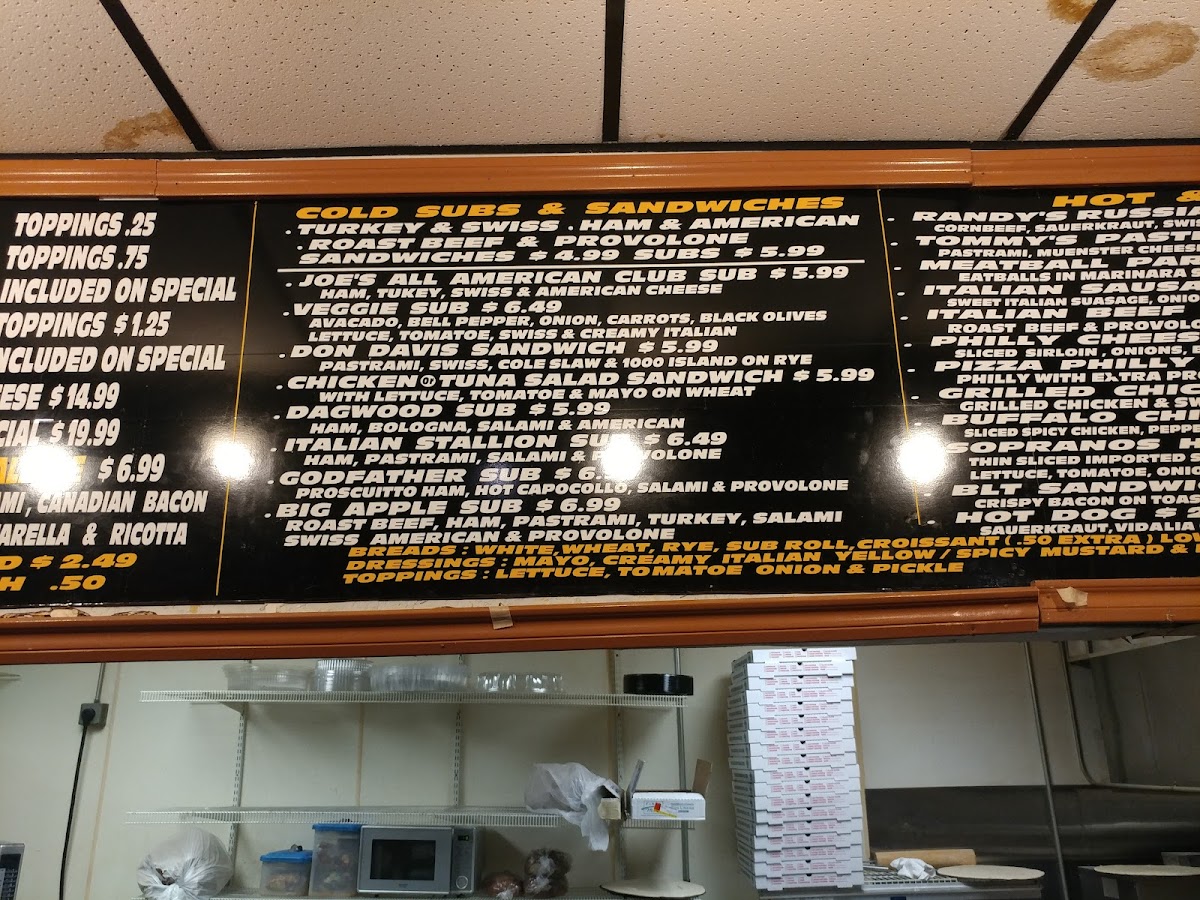 TOPPINGS .25
TOPPINGS .75
INCLUDED ON SPECIAL
TOPPINGS $1.25
INCLUDED ON SPECIAL
$14.99
$19.99
$6.99
CANADIAN BACON
& RICOTTA
$2.49
.50
COLD SUBS & SANDWICHES
. TURKEY & SWISS . HAM & AMERICAN
. ROAST BEEF & PROVOLONE
SANDWICHES $4.99 SUBS $5.99
. JOE'S ALL AMERICAN CLUB SUB $5.99
HAM, TUKEY, SWISS & AMERICAN CHEESE
. VEGGIE SUB $6.49
AVACADO, BELL PEPPER, ONION, CARROTS, BLACK OLIVES
LETTUCE, TOMATOE, SWISS & CREAMY ITALIAN
. DON DAVIS SANDWICH $5.99
PASTRAMI, SWISS, COLE SLAW & 1000 ISLAND ON RYE
. CHICKEN or TUNA SALAD SANDWICH $5.99
WITH LETTUCE, TOMATOE & MAYO ON WHEAT
. DAGWOOD SUB $5.99
HAM, BOLOGNA, SALAMI & AMERICAN
. ITALIAN STALLION SUB $6.49
HAM, PASTRAMI, SALAMI & PROVOLONE
. GODFATHER SUB $6.
PROSCUITTO HAM, HOT CAPOCOLLO, SALAMI & PROVOLONE
. BIG APPLE SUB $6.99
ROAST BEEF, HAM, PASTRAMI, TURKEY, SALAMI
SWISS AMERICAN & PROVOLONE
BREADS : WHITE, WHEAT, RYE, SUB ROLL, CROISSANT (.50 EXTRA)
DRESSINGS : MAYO, CREAMY ITALIAN YELLOW / SPICY MUSTARD &
TOPPINGS : LETTUCE, TOMATOE ONION & PICKLE
HOT &
. RANDY'S
CORNBEEF, SAUERKRAUT,
. TOMMY'S
PASTRAMI, MUENSTER CHEESE
. MEATBALL
MEATBALLS IN MARINARA
. ITALIAN
SWEET ITALIAN SUASAGE,
. ITALIAN BEEF
ROAST BEEF &
. PHILLY
SLICED SIRLOIN, ONIONS,
. PIZZA PHILLY
PHILLY WITH EXTRA
. GRILLED
GRILLED CHICKEN &
. BUFFALO
SLICED SPICY CHICKEN,
SOPRANOS
THIN SLICED IMPORTED
LETTUCE, TOMATOE,
. BLT
CRISPY BACON ON
. HOT DOG $
SAUERKRAUT, VIDALIA